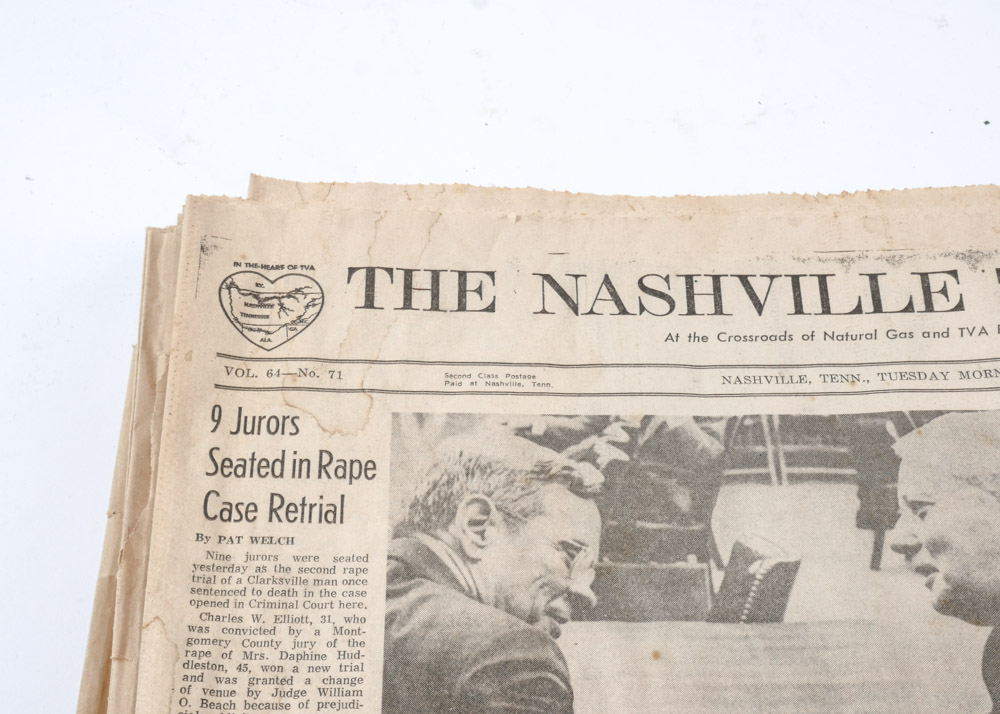 IN THE HEART OF TVA
KY.
NASHVILLE
TENNESSEE
GA.
ALA.
THE NASHVILLE
At the Crossroads of Natural Gas and TVA
VOL. 64—No. 71
Second Class Postage
Paid at Nashville, Tenn.
NASHVILLE, TENN., TUESDAY MORN
9 Jurors
Seated in Rape
Case Retrial
By PAT WELCH
Nine jurors were seated
yesterday as the second rape
trial of a Clarksville man once
sentenced to death in the case
opened in Criminal Court here.
Charles W. Elliott, 31, who
was convicted by a Mont-
gomery County jury of the
rape of Mrs. Daphine Hud-
dleston, 45, won a new trial
and was granted a change
of venue by Judge William
O. Beach because of prejudi-